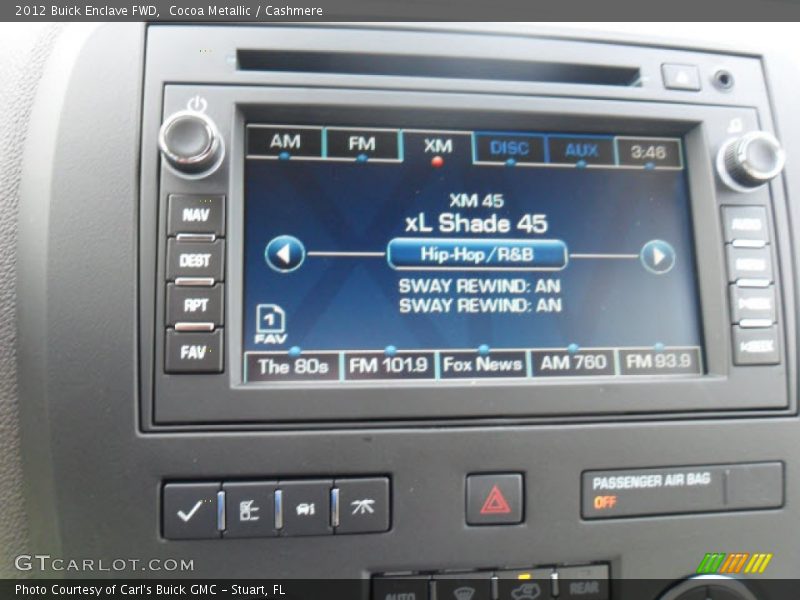 2012 Buick Enclave FWD, Cocoa Metallic / Cashmere
AM FM XM DISC AUX 3:46
XM 45
xL Shade 45
Hip-Hop/R&B
SWAY REWIND: AN
SWAY REWIND: AN
1
FAV
The 80s FM 101.9 Fox News AM 760 FM 93.9
NAV
DEST
RPT
FAV
PASSENGER AIR BAG
OFF
AUTO
REAR
GTCARLOT.COM
Photo Courtesy of Carl's Buick GMC - Stuart, FL